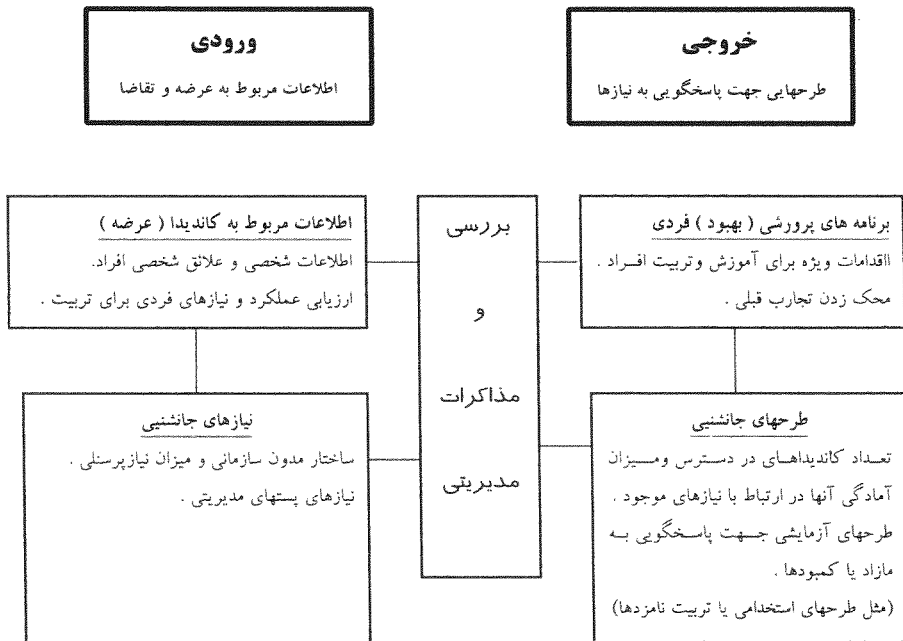 خروجی
طرحهایی جهت پاسخگویی به نیازها
ورودی
اطلاعات مربوط به عرضه و تقاضا
برنامه های پرورشی ( بهبود ) فردی
ااقدامات ویژه برای آموزش وتربیت افراد .
محک زدن تجارب قبلی .
بررسی
و
مذاکرات
مدیریتی
اطلاعات مربوط به کاندیدا ( عرضه )
اطلاعات شخصی و علائق شخصی افراد.
ارزیابی عملکرد و نیازهای فردی برای تربیت .
طرحهای جانشنیی
تعداد کاندیداهای در دسترس ومیزان
آمادگی آنها در ارتباط با نیازهای موجود .
طرحهای آزمایشی جهت پاسخگویی به
مازاد یا کمبودها .
(مثل طرحهای استخدامی یا تربیت نامزدها)
نیازهای جانشنیی
ساختار مدون سازمانی و میزان نیازپرسنلی .
نیازهای پستهای مدیریتی .